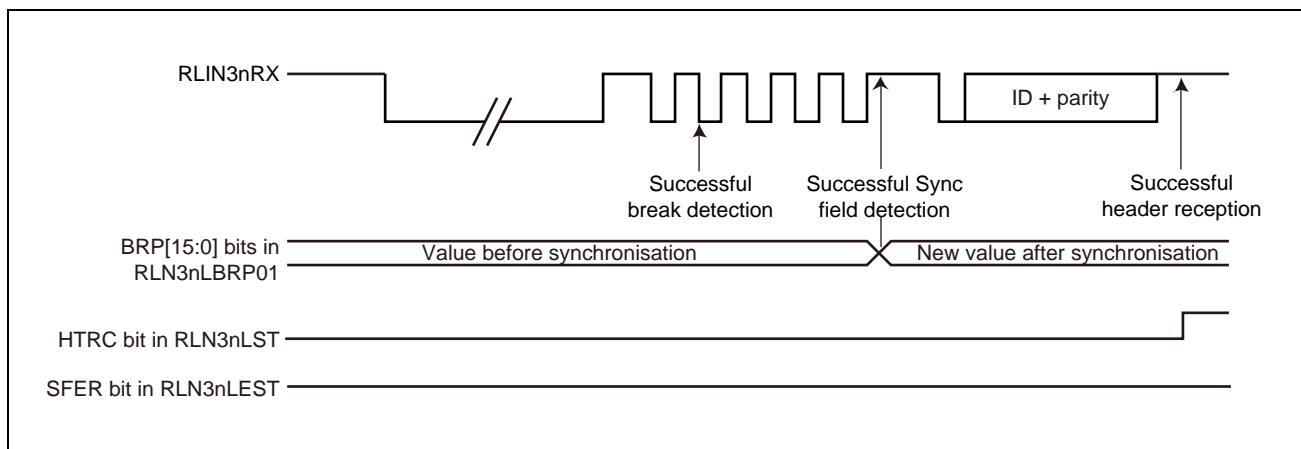 RLIN3nRX
ID + parity
Successful
break detection
Successful Sync
field detection
Successful
header reception
BRP[15:0] bits in
RLN3nLBRP01
Value before synchronisation
New value after synchronisation
HTRC bit in RLN3nLST
SFER bit in RLN3nLEST